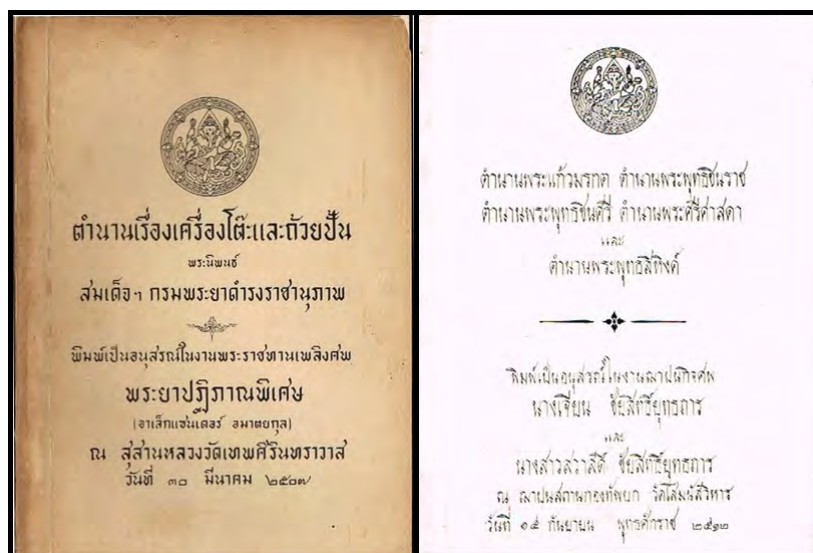 ตำนานเรื่องเครื่องโต๊ะและถ้วยปั้น
พระนิพนธ์
สมเด็จฯ กรมพระยาดำรงราชานุภาพ
พิมพ์เป็นอนุสรณ์ในงานพระราชทานเพลิงศพ
พระยาปฏิภาณพิเศษ
(อาเล็กแซนเดอร์ อมาตยกุล)
ณ สุสานหลวงวัดเทพศิรินทราวาส
วันที่ ๓๐ มีนาคม
ตำนานพระแก้วมรกต ตำนานพระพุทธชินราช
ตำนานพระพุทธชินศรี ตำนานพระศรีศาสดา
และ
ตำนานพระพุทธสิหิงค์
พิมพ์เป็นอนุสรณ์ในงานฌาปนกิจศพ
นางเจียน ชัยสิทธิ์ยุทธการ
และ
นางสาวสวาสดิ์ ชัยสิทธิ์ยุทธการ
ณ ฌาปนสถานกองทัพบก วัดโสมนัสวิหาร
วันที่ ๑๕ กันยายน พุทธศักราช ๒๕๑๒